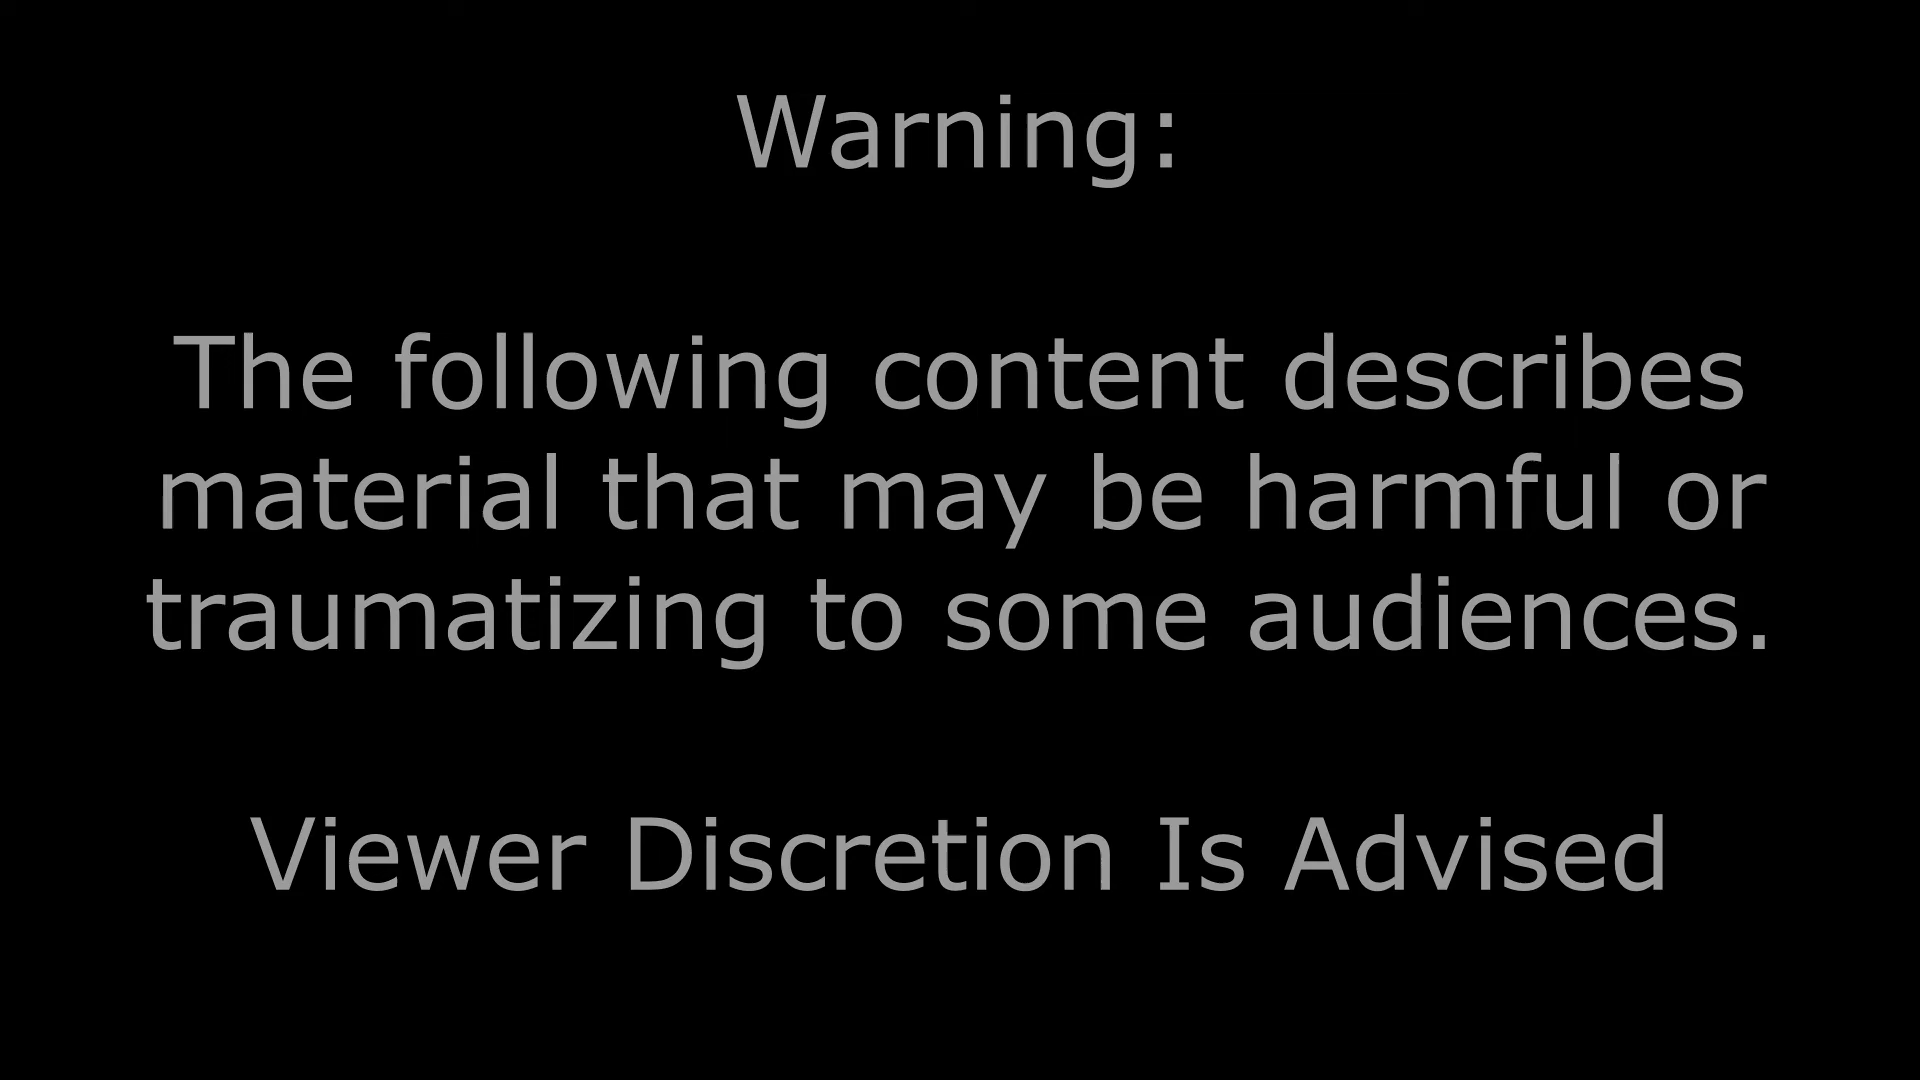 Warning:
The following content describes
material that may be harmful or
traumatizing to some audiences.
Viewer Discretion Is Advised